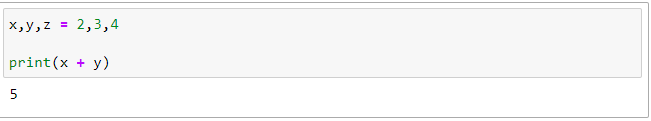 x,y,z = 2,3,4
print(x + y)
5